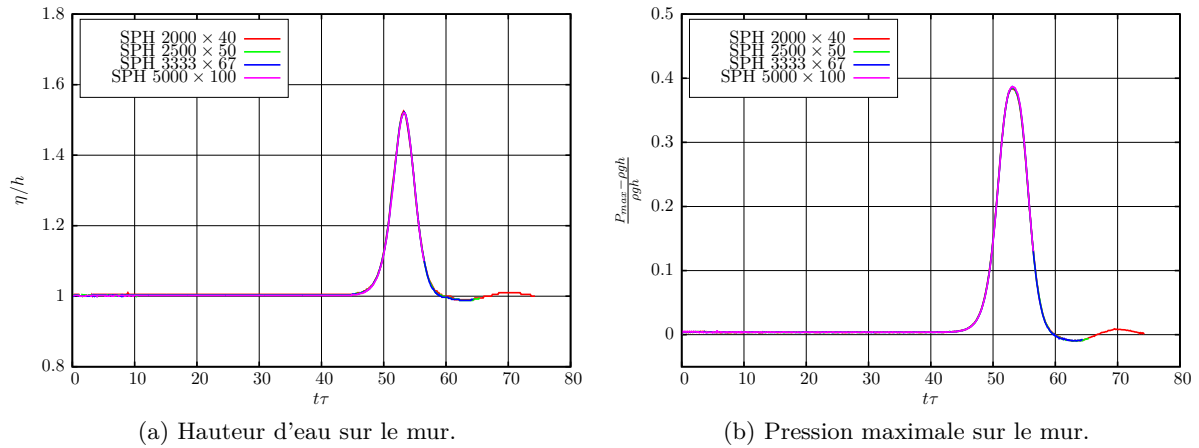 1.8
1.6
1.4
1.2
1
0.8
η/h
SPH 2000 × 40
SPH 2500 × 50
SPH 3333 × 67
SPH 5000 × 100
0 10 20 30 40 50 60 70 80
tτ
(a) Hauteur d'eau sur le mur.
0.5
0.4
0.3
0.2
0.1
0
P_max − ρgh
ρgh
SPH 2000 × 40
SPH 2500 × 50
SPH 3333 × 67
SPH 5000 × 100
0 10 20 30 40 50 60 70 80
tτ
(b) Pression maximale sur le mur.